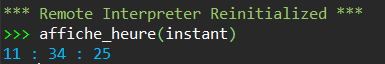 *** Remote Interpreter Reinitialized ***
>>> affiche_heure(instant)
11 : 34 : 25